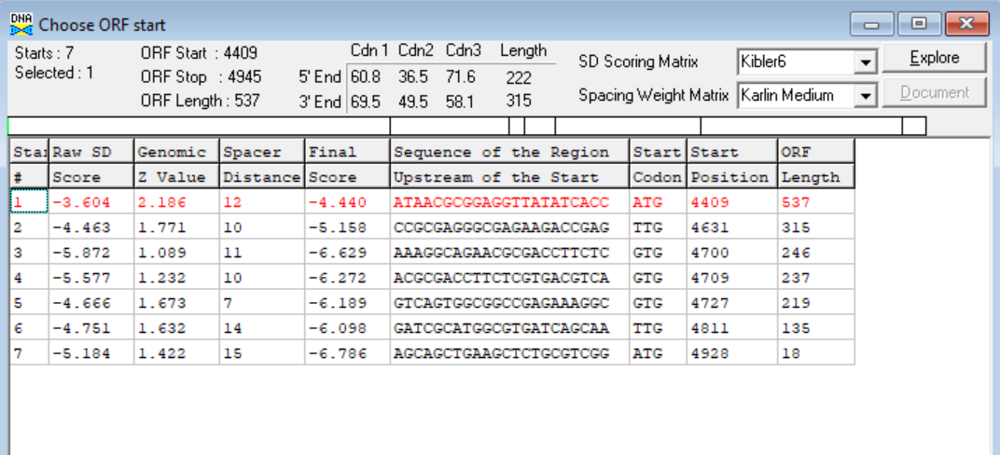 DNA Choose ORF start
Starts : 7 ORF Start : 4409 Cdn 1 Cdn2 Cdn3 Length SD Scoring Matrix Kibler6 Explore
Selected : 1 ORF Stop : 4945 5' End 60.8 36.5 71.6 222 Spacing Weight Matrix Karlin Medium Document
ORF Length : 537 3' End 69.5 49.5 58.1 315
Star Raw SD Genomic Spacer Final Sequence of the Region Start Start ORF
# Score Z Value Distance Score Upstream of the Start Codon Position Length
1 -3.604 2.186 12 -4.440 ATAACGCGGAGGTTATATCACC ATG 4409 537
2 -4.463 1.771 10 -5.158 CCGCGAGGGCGAGAAGACCGAG TTG 4631 315
3 -5.872 1.089 11 -6.629 AAAGGCAGAACGCGACCTTCTC GTG 4700 246
4 -5.577 1.232 10 -6.272 ACGCGACCTTCTCGTGACGTCA GTG 4709 237
5 -4.666 1.673 7 -6.189 GTCAGTGGCGGCCGAGAAAGGC GTG 4727 219
6 -4.751 1.632 14 -6.098 GATCGCATGGCGTGATCAGCAA TTG 4811 135
7 -5.184 1.422 15 -6.786 AGCAGCTGAAGCTCTGCGTCGG ATG 4928 18